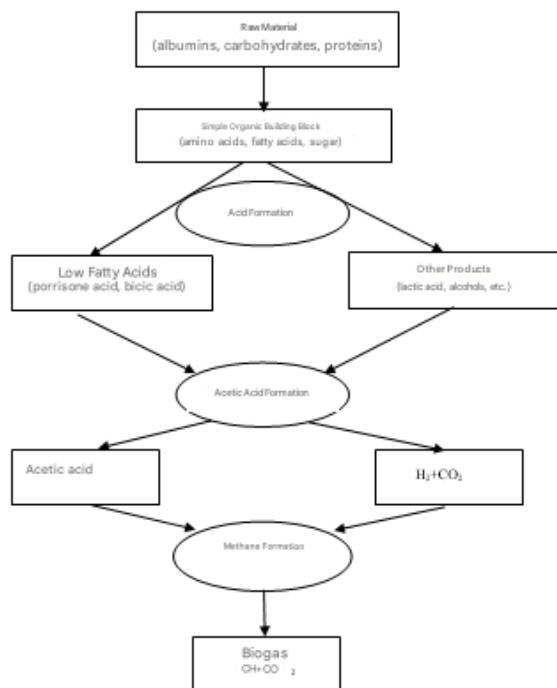 Raw Material
(albumins, carbohydrates, proteins)
Simple Organic Building Block
(amino acids, fatty acids, sugar)
Acid Formation
Low Fatty Acids
(porrisone acid, bicic acid)
Other Products
(lactic acid, alcohols, etc.)
Acetic Acid Formation
Acetic acid
H₂+CO₂
Methane Formation
Biogas
CH+CO ₂